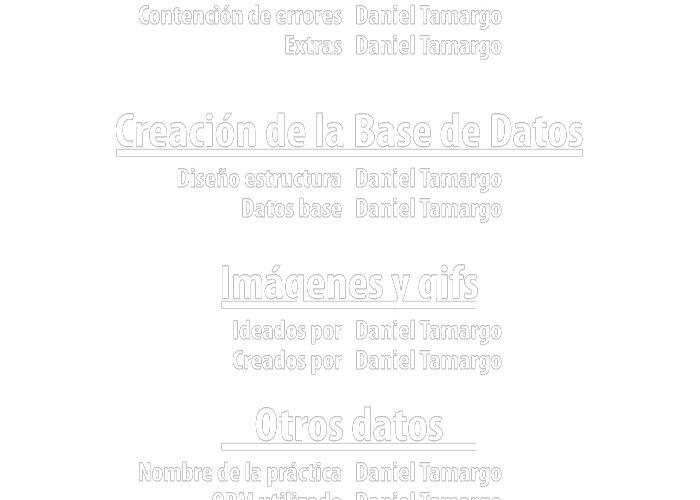 Contención de errores Daniel Tamargo
Extras Daniel Tamargo
Creación de la Base de Datos
Diseño estructura Daniel Tamargo
Datos base Daniel Tamargo
Imágenes y gifs
Ideados por Daniel Tamargo
Creados por Daniel Tamargo
Otros datos
Nombre de la práctica Daniel Tamargo
ORM utilizado Daniel Tamargo